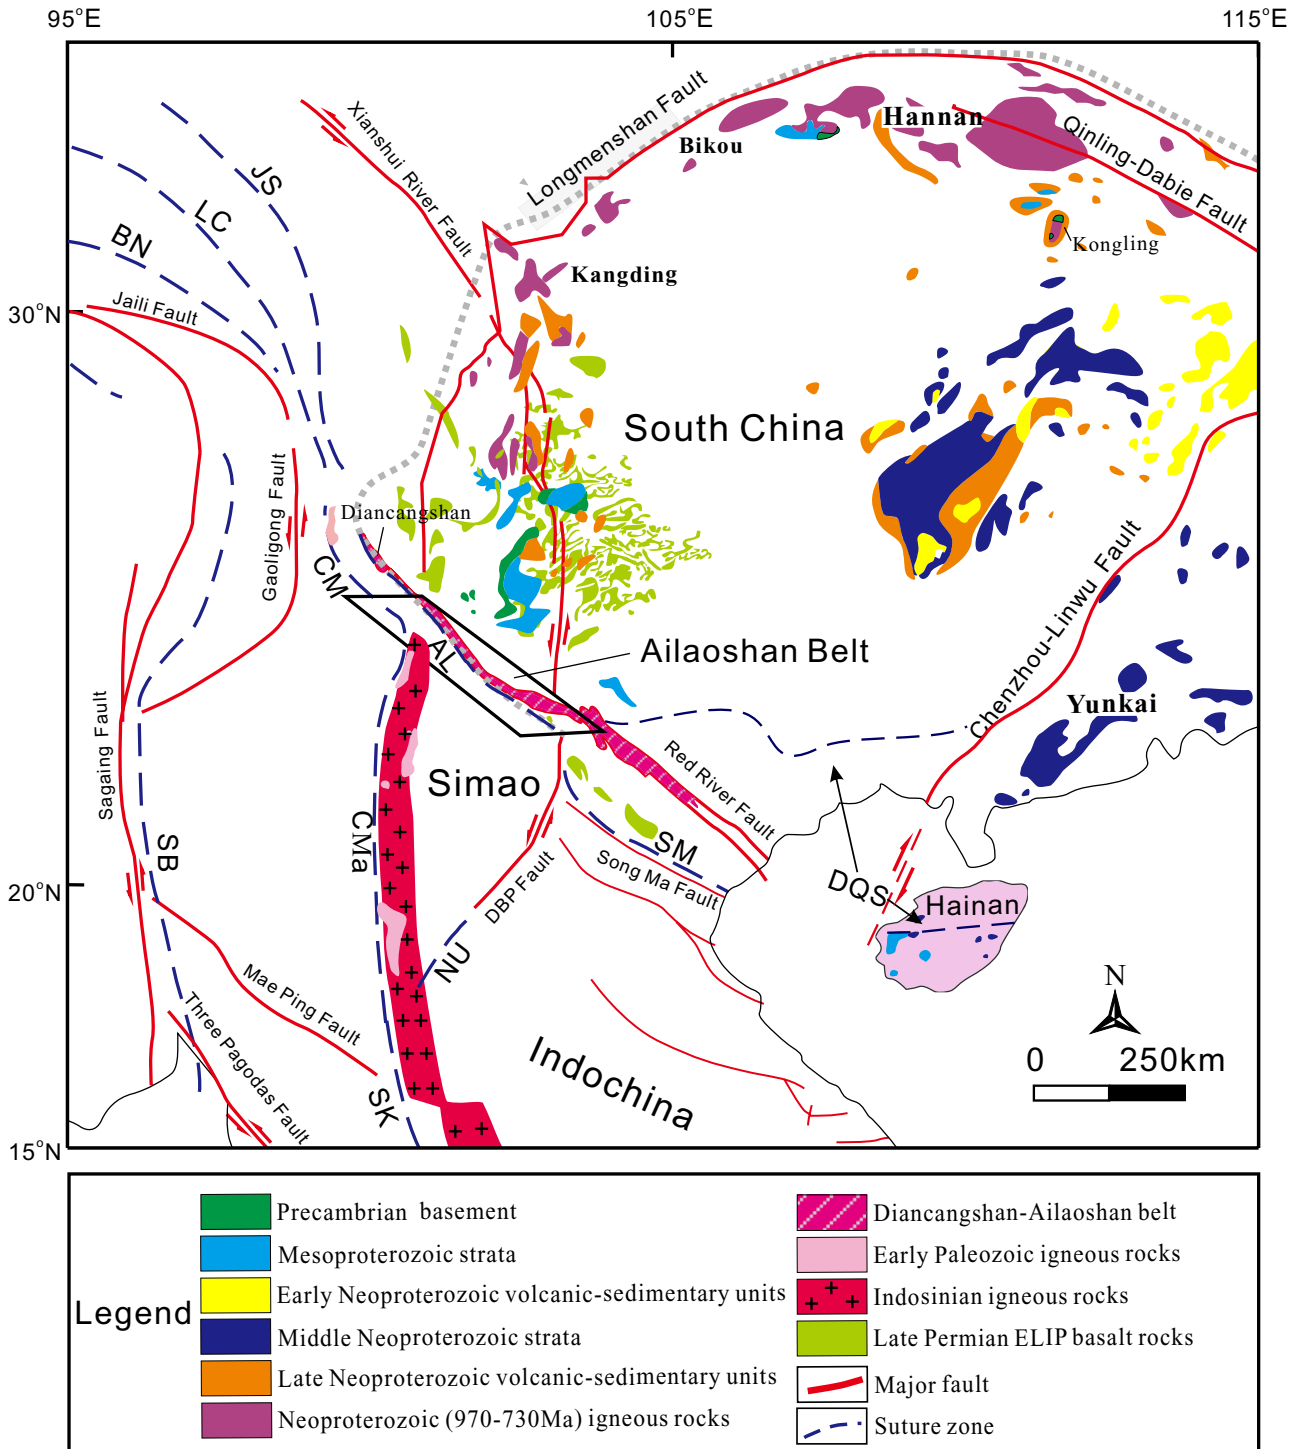 95°E
105°E
115°E
30°N
20°N
15°N
Xianshui River Fault
Longmenshan Fault
Bikou
Hannan
Qinling-Dabie Fault
JS
LC
BN
Jaili Fault
Kangding
Kongling
South China
Gaoligong Fault
Diancangshan
CM
AL
Ailaoshan Belt
Chenzhou-Linwu Fault
Yunkai
Sagaing Fault
SB
CMa
Simao
Red River Fault
SM
Song Ma Fault
DBP Fault
NU
DQS
Hainan
Mae Ping Fault
Three Pagodas Fault
SK
Indochina
N
0 250km
Legend
Precambrian basement
Mesoproterozoic strata
Early Neoproterozoic volcanic-sedimentary units
Middle Neoproterozoic strata
Late Neoproterozoic volcanic-sedimentary units
Neoproterozoic (970-730Ma) igneous rocks
Diancangshan-Ailaoshan belt
Early Paleozoic igneous rocks
Indosinian igneous rocks
Late Permian ELIP basalt rocks
Major fault
Suture zone